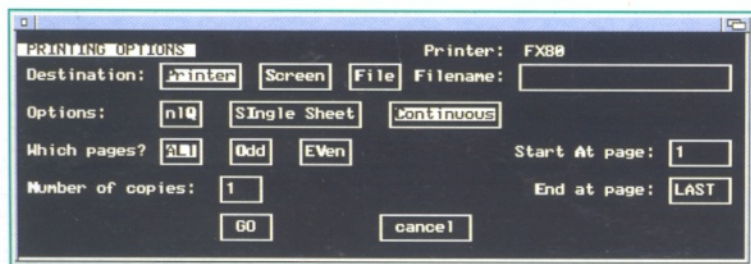 PRINTING OPTIONS Printer: FX80
Destination: Printer Screen File Filename:
Options: nlQ SIngle Sheet Continuous
Which pages? ALl Odd EVen Start At page: 1
Number of copies: 1 End at page: LAST
GO cancel